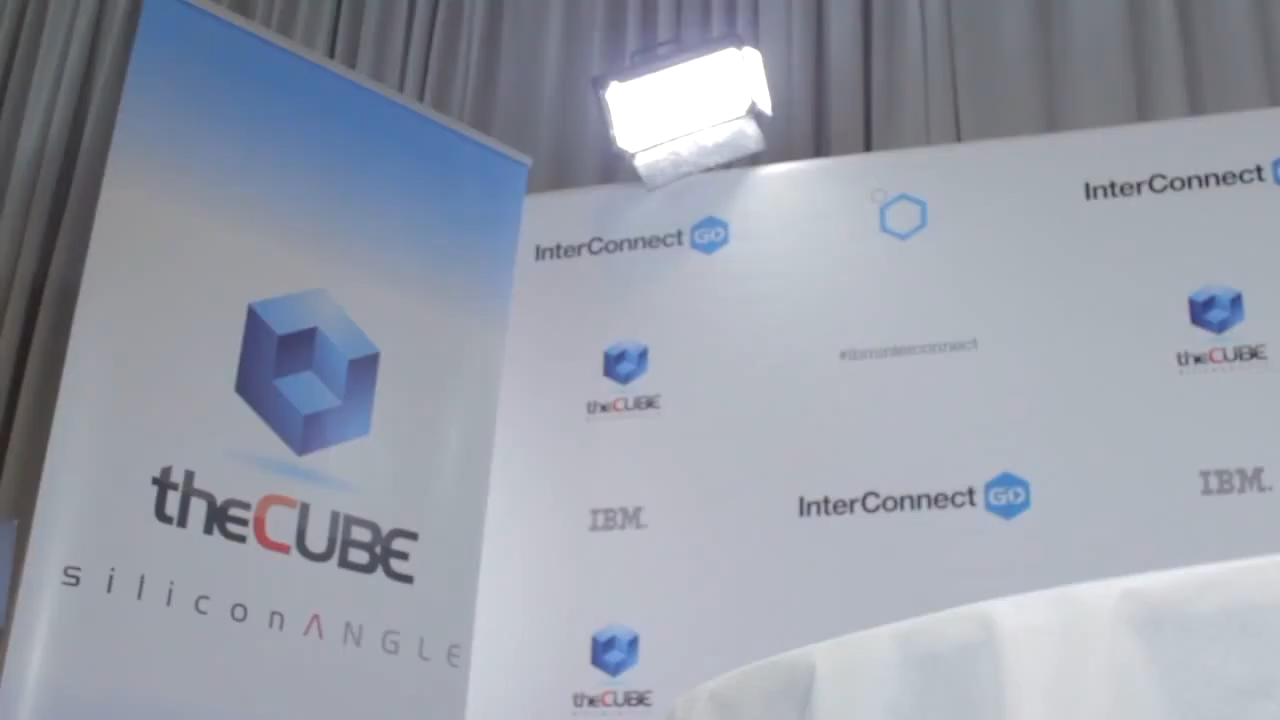 theCUBE
siliconANGLE
InterConnect GO
InterConnect
theCUBE
#ibminterconnect
theCUBE
IBM.
InterConnect GO
IBM.
theCUBE